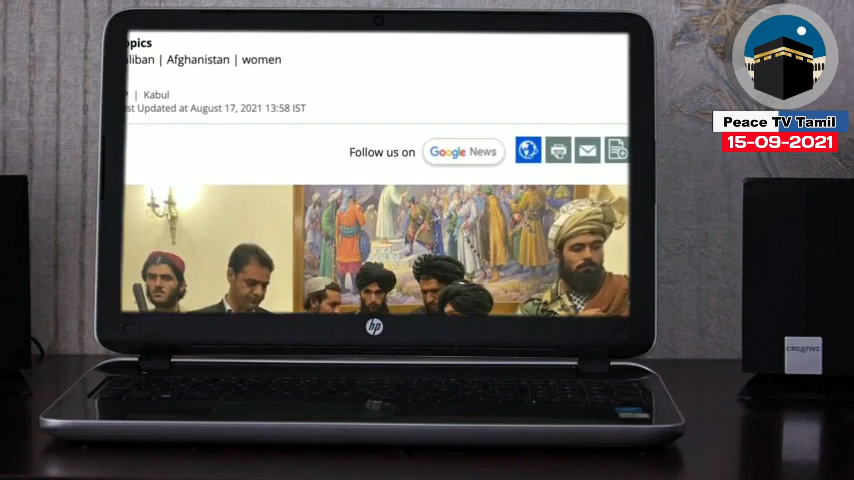 opics
liban | Afghanistan | women
| Kabul
st Updated at August 17, 2021 13:58 IST
Follow us on
Google News
hp
CREATIVE
Peace TV Tamil
15-09-2021